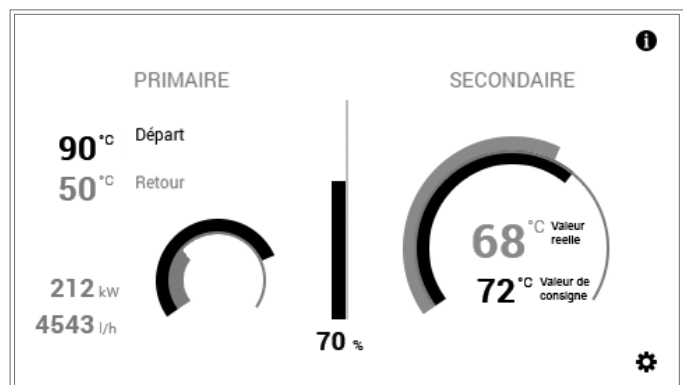 PRIMAIRE
SECONDAIRE
90°C Départ
50°C Retour
212 kW
4543 l/h
70 %
68 °C Valeur
reelle
72 °C Valeur de
consigne